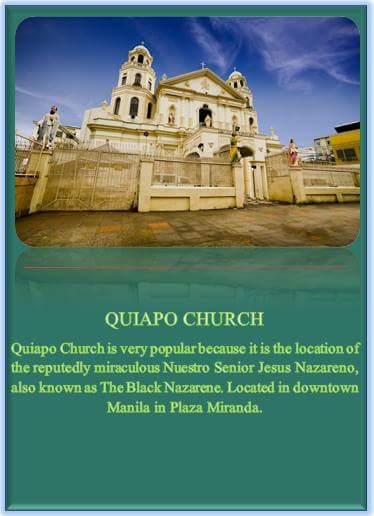 QUIAPO CHURCH
Quiapo Church is very popular because it is the location of
the reputedly miraculous Nuestro Senior Jesus Nazareno,
also known as The Black Nazarene. Located in downtown
Manila in Plaza Miranda.